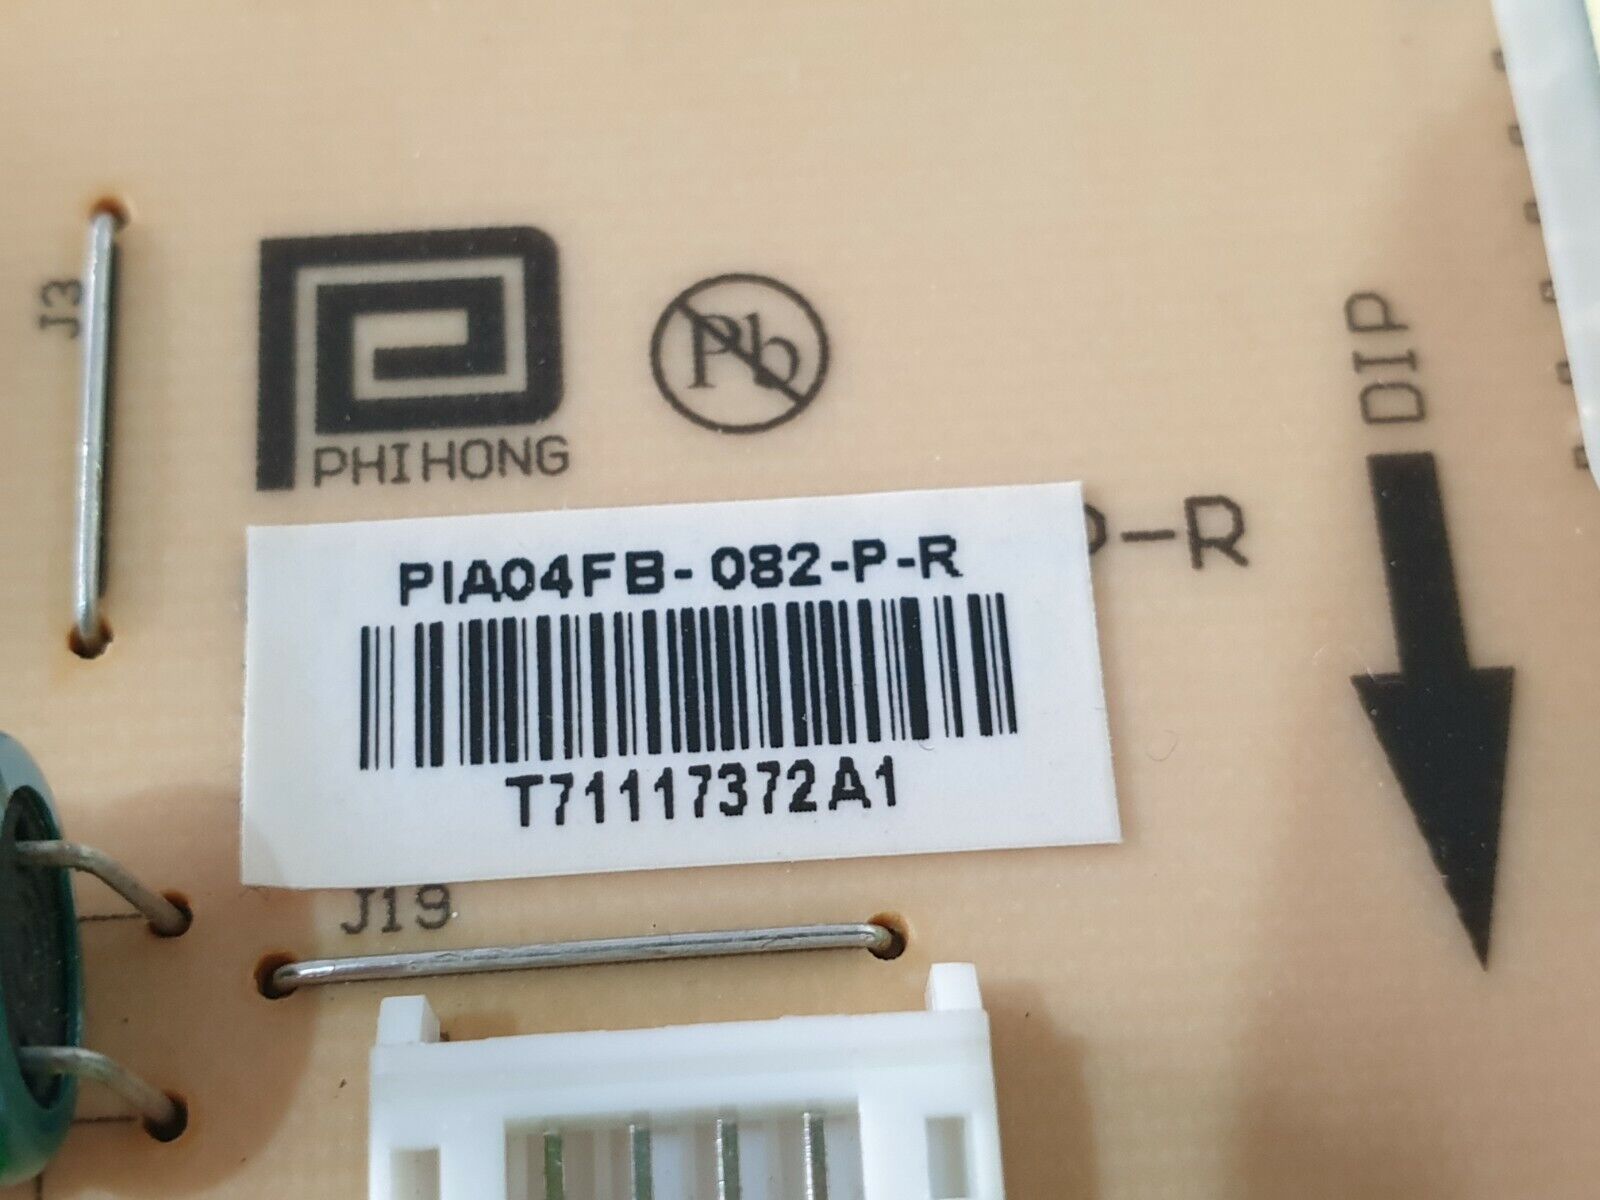 J3
PHIHONG
Pb
DIP
P-R
PIA04FB-082-P-R
T71117372A1
J19